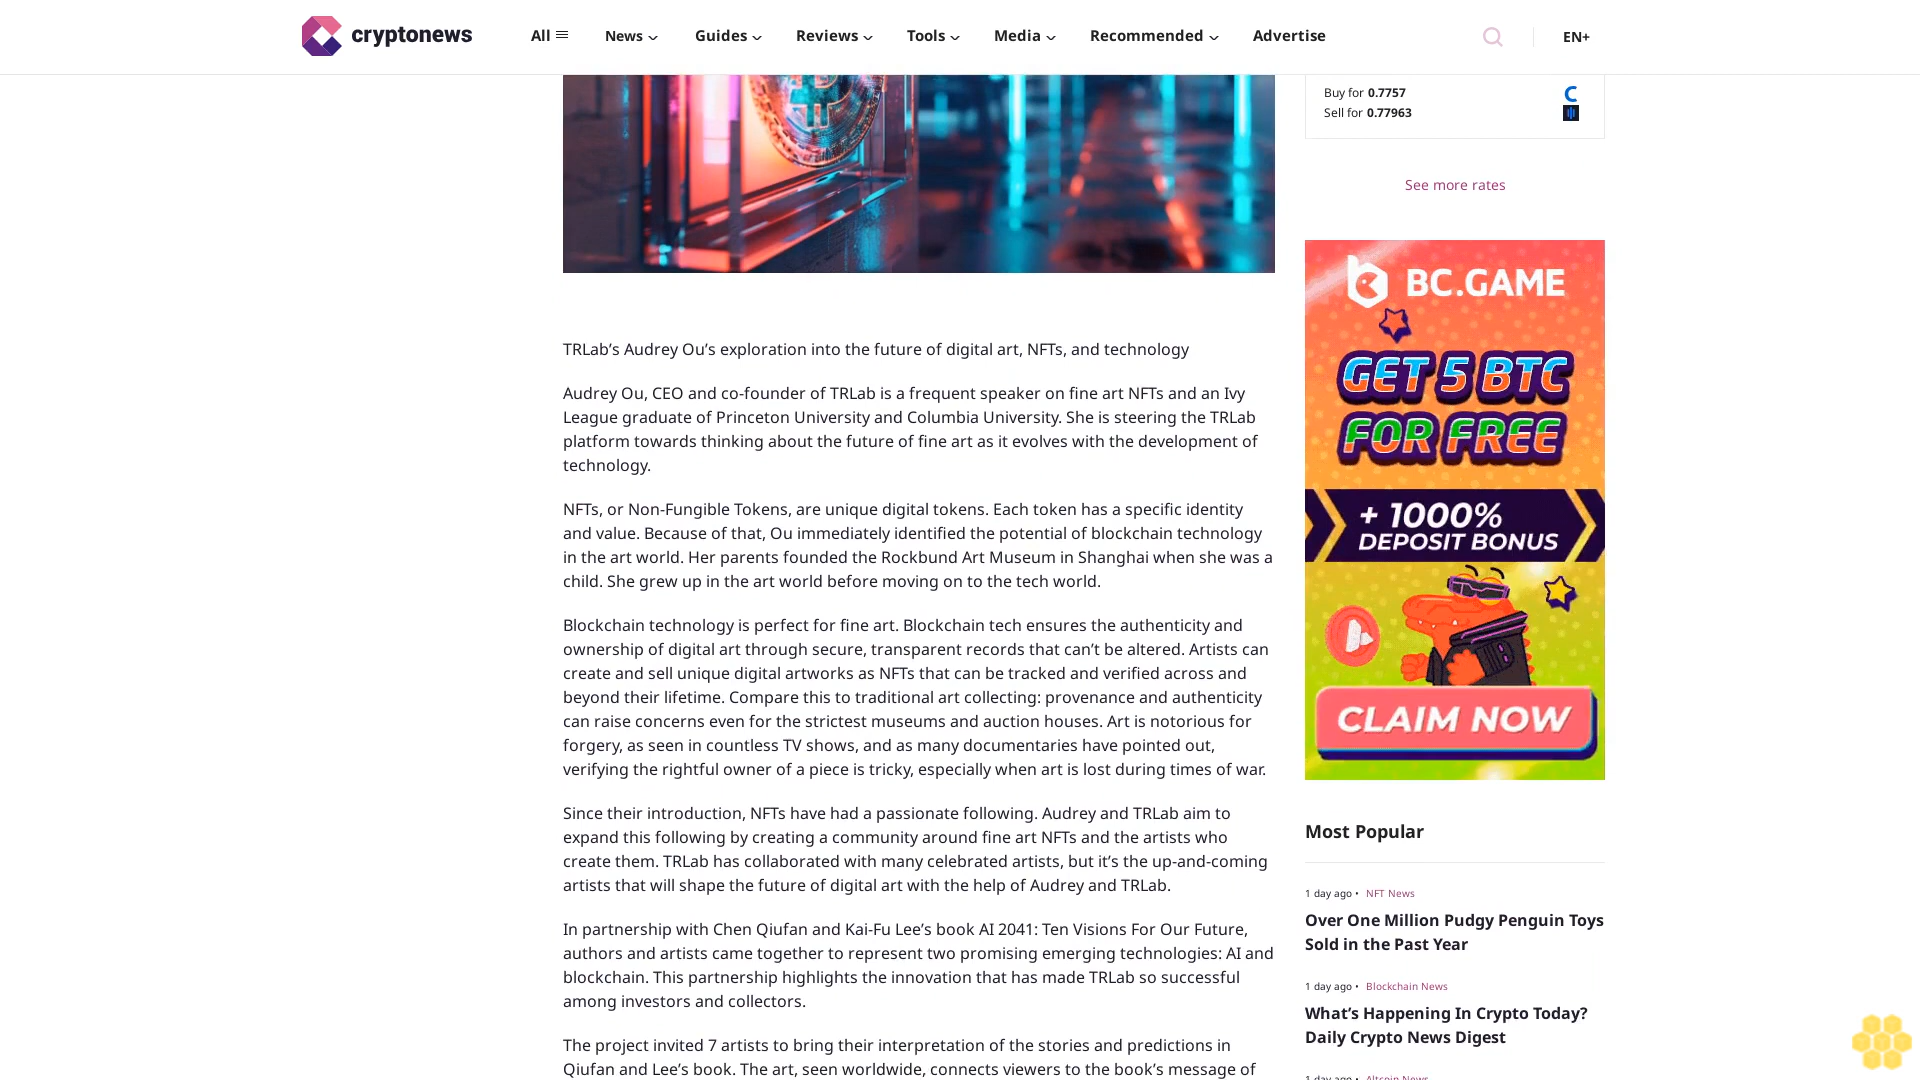 cryptonews
All
News
Guides
Reviews
Tools
Media
Recommended
Advertise
EN+
Buy for 0.7757
Sell for 0.77963
See more rates
TRLab’s Audrey Ou’s exploration into the future of digital art, NFTs, and technology
Audrey Ou, CEO and co-founder of TRLab is a frequent speaker on fine art NFTs and an Ivy
League graduate of Princeton University and Columbia University. She is steering the TRLab
platform towards thinking about the future of fine art as it evolves with the development of
technology.
NFTs, or Non-Fungible Tokens, are unique digital tokens. Each token has a specific identity
and value. Because of that, Ou immediately identified the potential of blockchain technology
in the art world. Her parents founded the Rockbund Art Museum in Shanghai when she was a
child. She grew up in the art world before moving on to the tech world.
Blockchain technology is perfect for fine art. Blockchain tech ensures the authenticity and
ownership of digital art through secure, transparent records that can’t be altered. Artists can
create and sell unique digital artworks as NFTs that can be tracked and verified across and
beyond their lifetime. Compare this to traditional art collecting: provenance and authenticity
can raise concerns even for the strictest museums and auction houses. Art is notorious for
forgery, as seen in countless TV shows, and as many documentaries have pointed out,
verifying the rightful owner of a piece is tricky, especially when art is lost during times of war.
Since their introduction, NFTs have had a passionate following. Audrey and TRLab aim to
expand this following by creating a community around fine art NFTs and the artists who
create them. TRLab has collaborated with many celebrated artists, but it’s the up-and-coming
artists that will shape the future of digital art with the help of Audrey and TRLab.
In partnership with Chen Qiufan and Kai-Fu Lee’s book AI 2041: Ten Visions For Our Future,
authors and artists came together to represent two promising emerging technologies: AI and
blockchain. This partnership highlights the innovation that has made TRLab so successful
among investors and collectors.
The project invited 7 artists to bring their interpretation of the stories and predictions in
Qiufan and Lee’s book. The art, seen worldwide, connects viewers to the book’s message of
BC.GAME
GET 5 BTC
FOR FREE
+ 1000%
DEPOSIT BONUS
CLAIM NOW
Most Popular
1 day ago • NFT News
Over One Million Pudgy Penguin Toys
Sold in the Past Year
1 day ago • Blockchain News
What’s Happening In Crypto Today?
Daily Crypto News Digest
1 day ago • Altcoin News